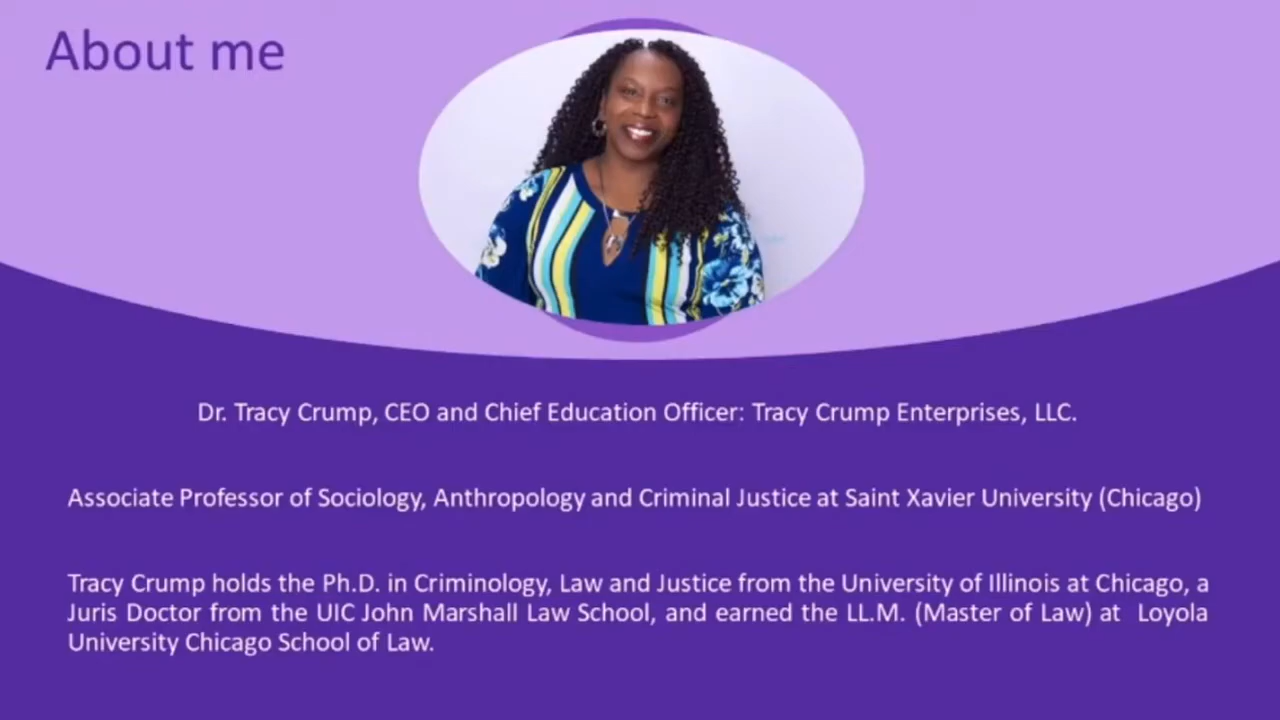 About me
Dr. Tracy Crump, CEO and Chief Education Officer: Tracy Crump Enterprises, LLC.
Associate Professor of Sociology, Anthropology and Criminal Justice at Saint Xavier University (Chicago)
Tracy Crump holds the Ph.D. in Criminology, Law and Justice from the University of Illinois at Chicago, a
Juris Doctor from the UIC John Marshall Law School, and earned the LL.M. (Master of Law) at Loyola
University Chicago School of Law.